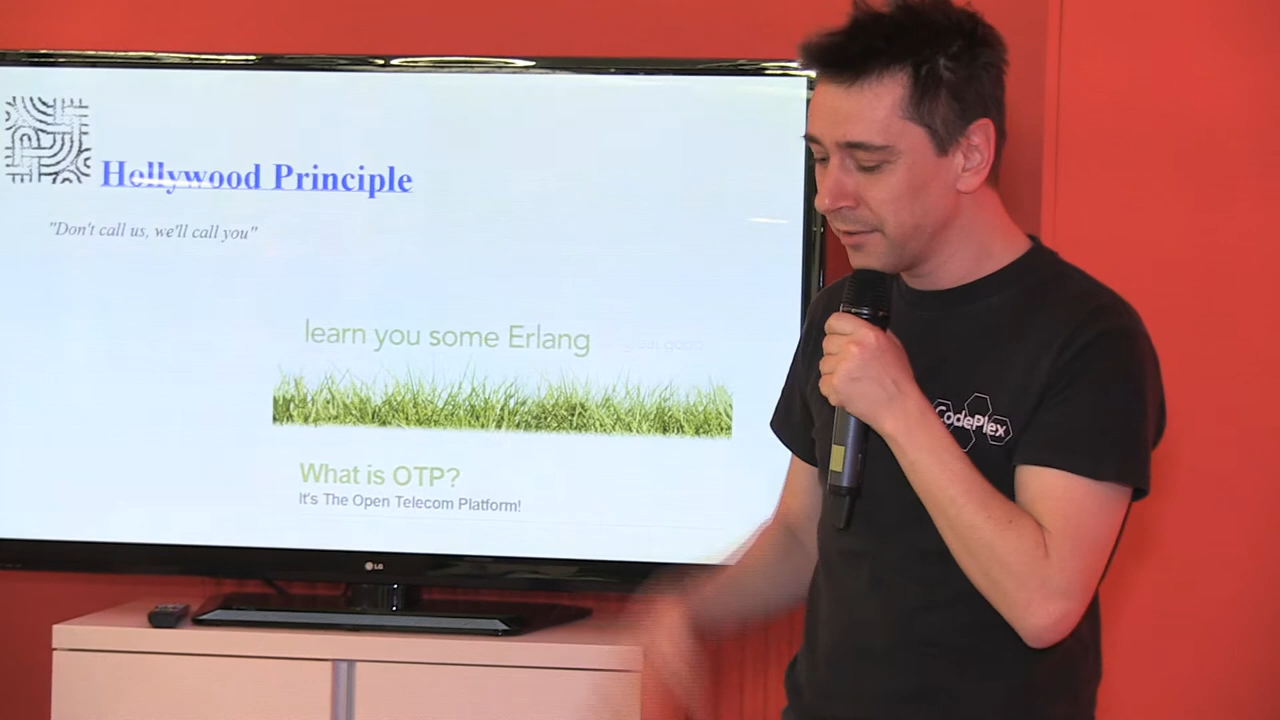 Hollywood Principle
"Don't call us, we'll call you"
learn you some Erlang
What is OTP?
It's The Open Telecom Platform!
LG
CodePlex